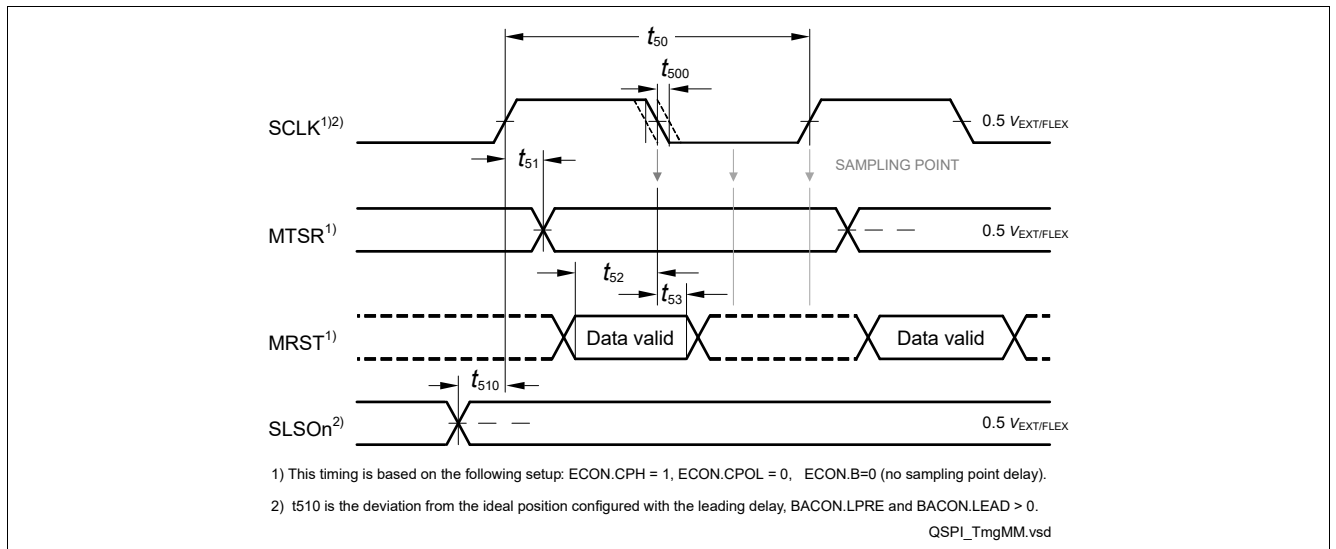 t50
t500
SCLK1)2)
0.5 VEXT/FLEX
t51
SAMPLING POINT
MTSR1)
0.5 VEXT/FLEX
t52
t53
MRST1)
Data valid
Data valid
t510
SLSOn2)
0.5 VEXT/FLEX
1) This timing is based on the following setup: ECON.CPH = 1, ECON.CPOL = 0, ECON.B=0 (no sampling point delay).
2) t510 is the deviation from the ideal position configured with the leading delay, BACON.LPRE and BACON.LEAD > 0.
QSPI_TmgMM.vsd